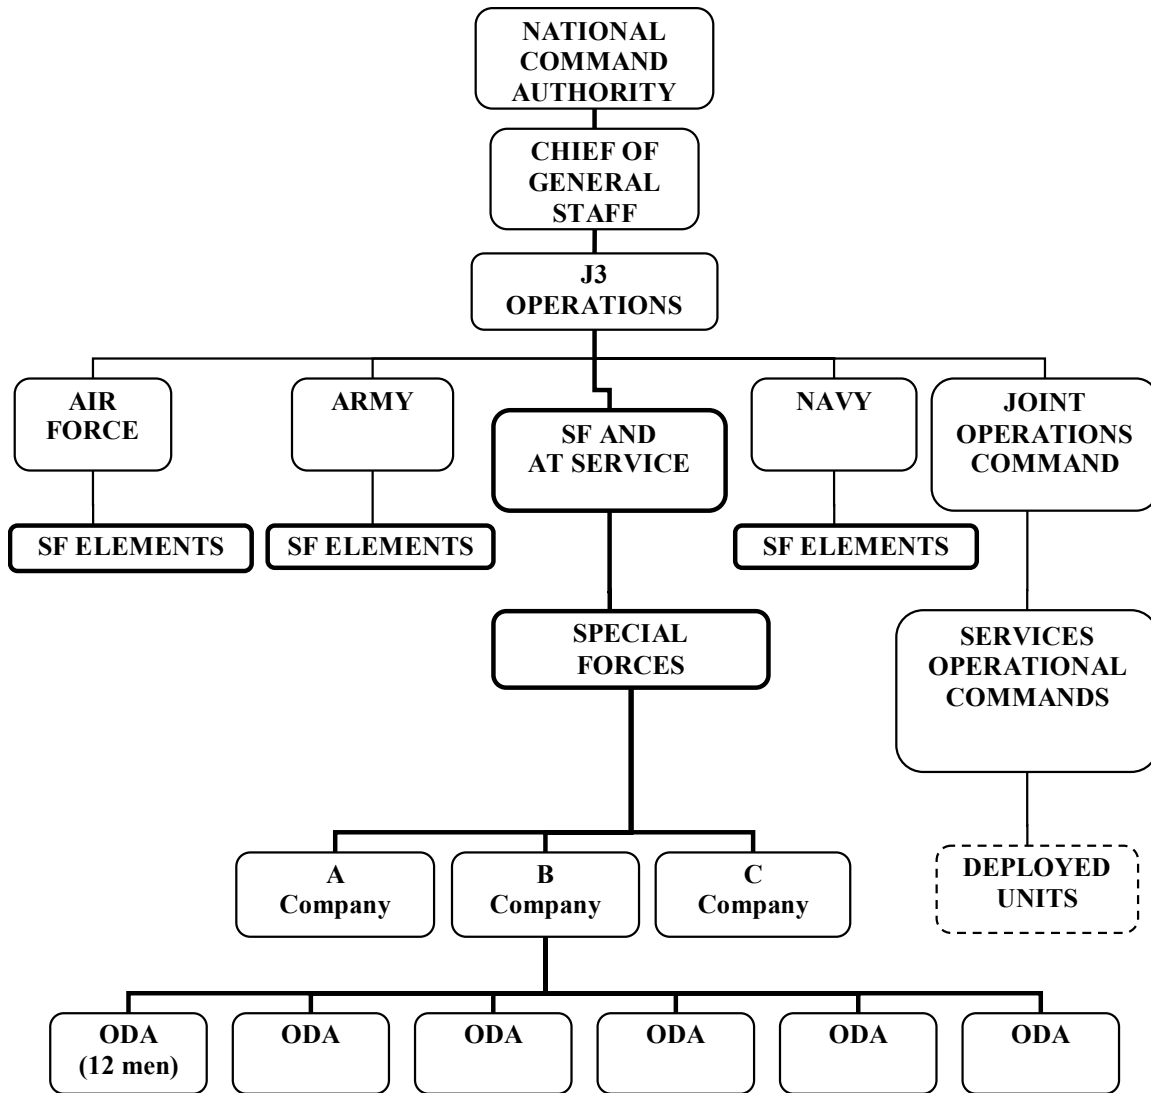 NATIONAL
COMMAND
AUTHORITY
CHIEF OF
GENERAL
STAFF
J3
OPERATIONS
AIR
FORCE
ARMY
SF AND
AT SERVICE
NAVY
JOINT
OPERATIONS
COMMAND
SF ELEMENTS
SF ELEMENTS
SF ELEMENTS
SPECIAL
FORCES
SERVICES
OPERATIONAL
COMMANDS
A
Company
B
Company
C
Company
DEPLOYED
UNITS
ODA
(12 men)
ODA
ODA
ODA
ODA
ODA